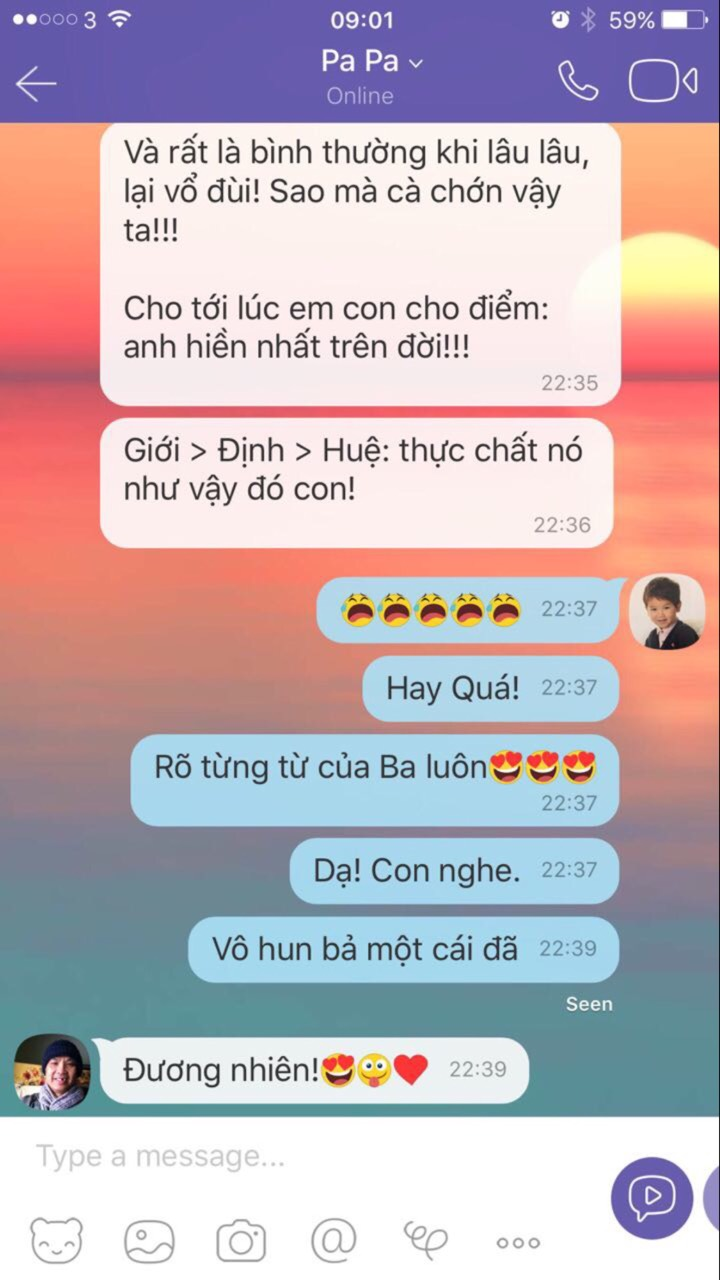 3 09:01 59%
Pa Pa
Online
Và rất là bình thường khi lâu lâu,
lại vổ đùi! Sao mà cà chớn vậy
ta!!!
Cho tới lúc em con cho điểm:
anh hiền nhất trên đời!!!
22:35
Giới > Định > Huệ: thực chất nó
như vậy đó con!
22:36
😭😭😭😭😭 22:37
Hay Quá! 22:37
Rõ từng từ của Ba luôn😍😍😍
22:37
Dạ! Con nghe. 22:37
Vô hun bả một cái đã 22:39
Seen
Đương nhiên!😍😜❤️ 22:39
Type a message...